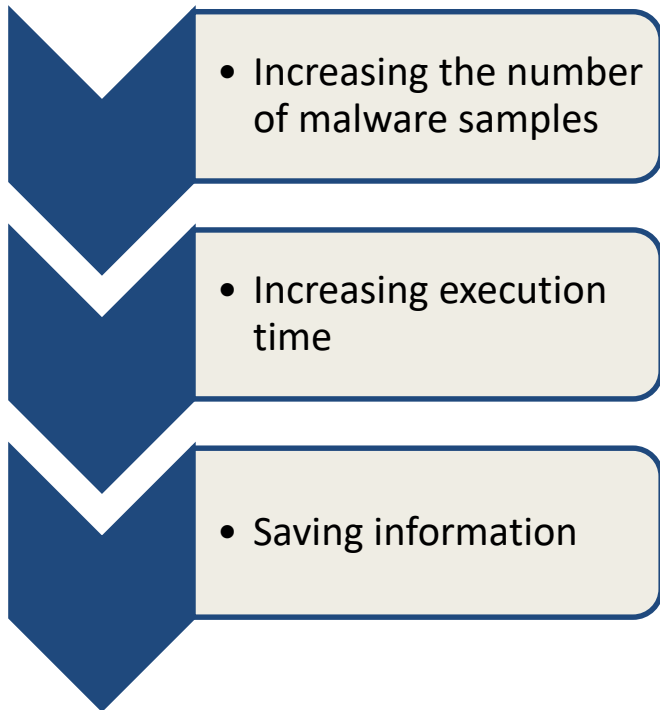 • Increasing the number
of malware samples
• Increasing execution
time
• Saving information